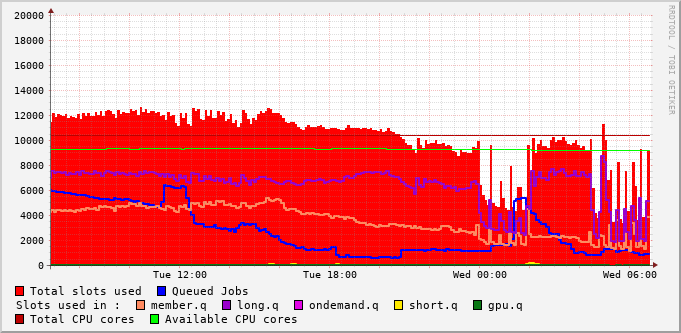 20000
18000
16000
14000
12000
10000
8000
6000
4000
2000
0
RRDTOOL / TOBI OETIKER
Tue 12:00 Tue 18:00 Wed 00:00 Wed 06:00
Total slots used Queued Jobs
Slots used in : member.q long.q ondemand.q short.q gpu.q
Total CPU cores Available CPU cores